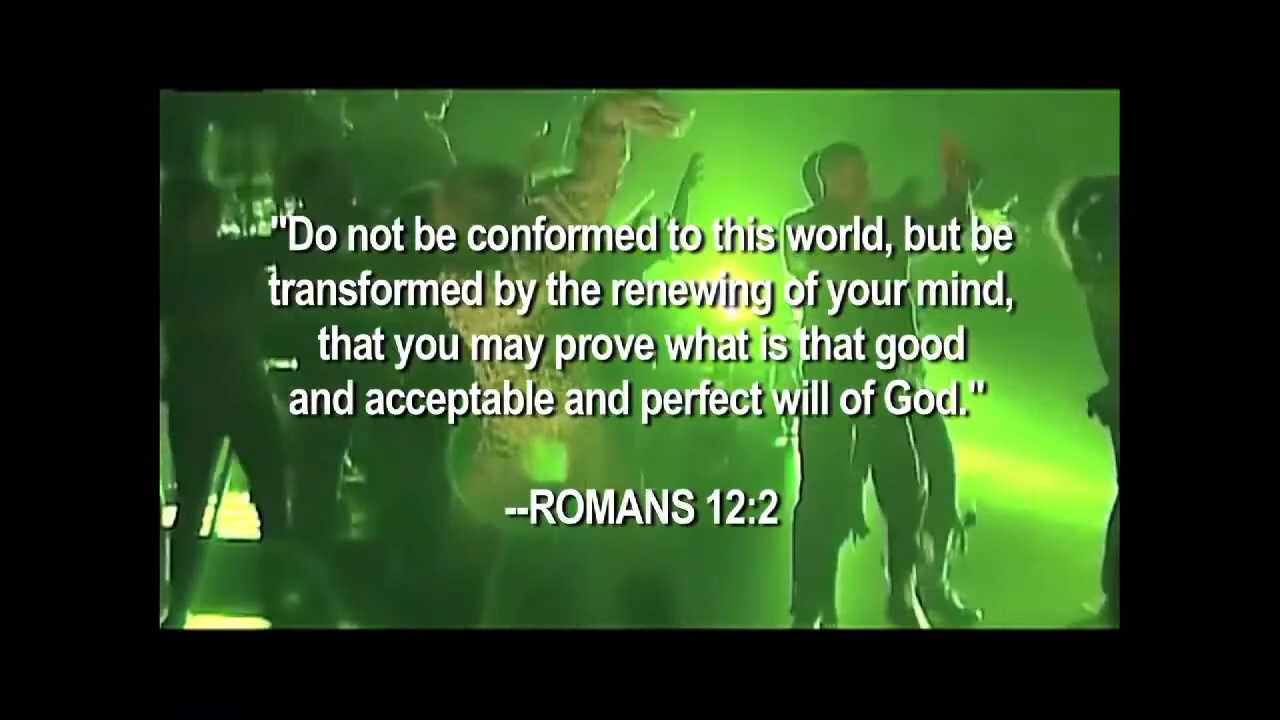 "Do not be conformed to this world, but be
transformed by the renewing of your mind,
that you may prove what is that good
and acceptable and perfect will of God."
--ROMANS 12:2